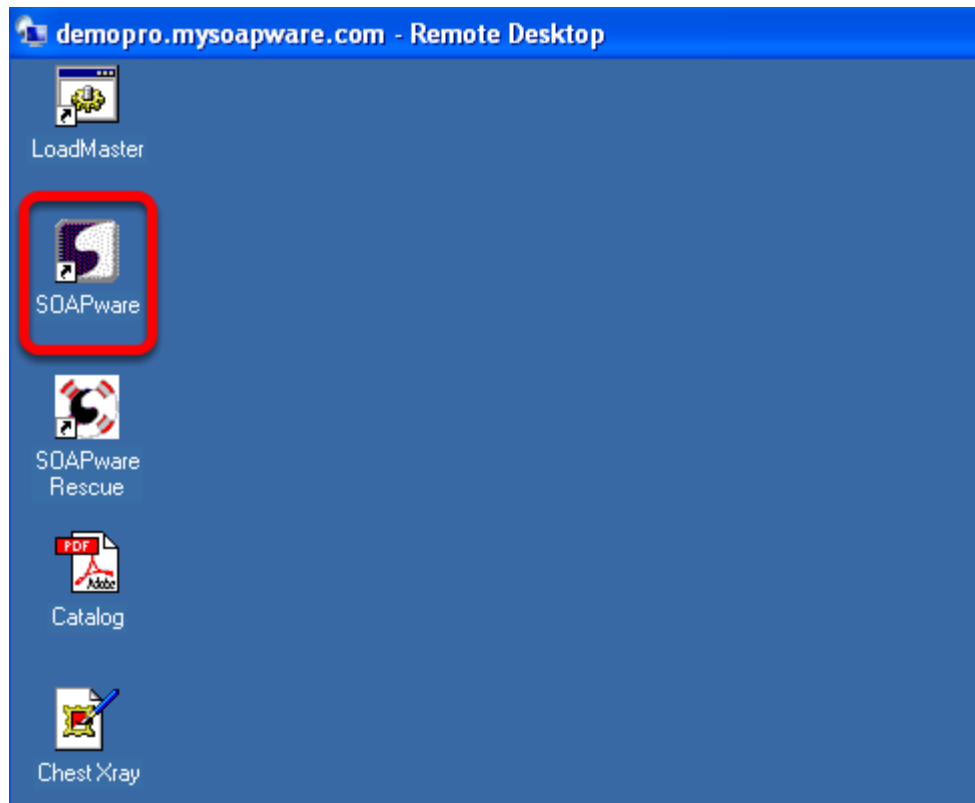 demopro.mysoapware.com - Remote Desktop
LoadMaster
SOAPware
SOAPware
Rescue
PDF
Adobe
Catalog
Chest Xray